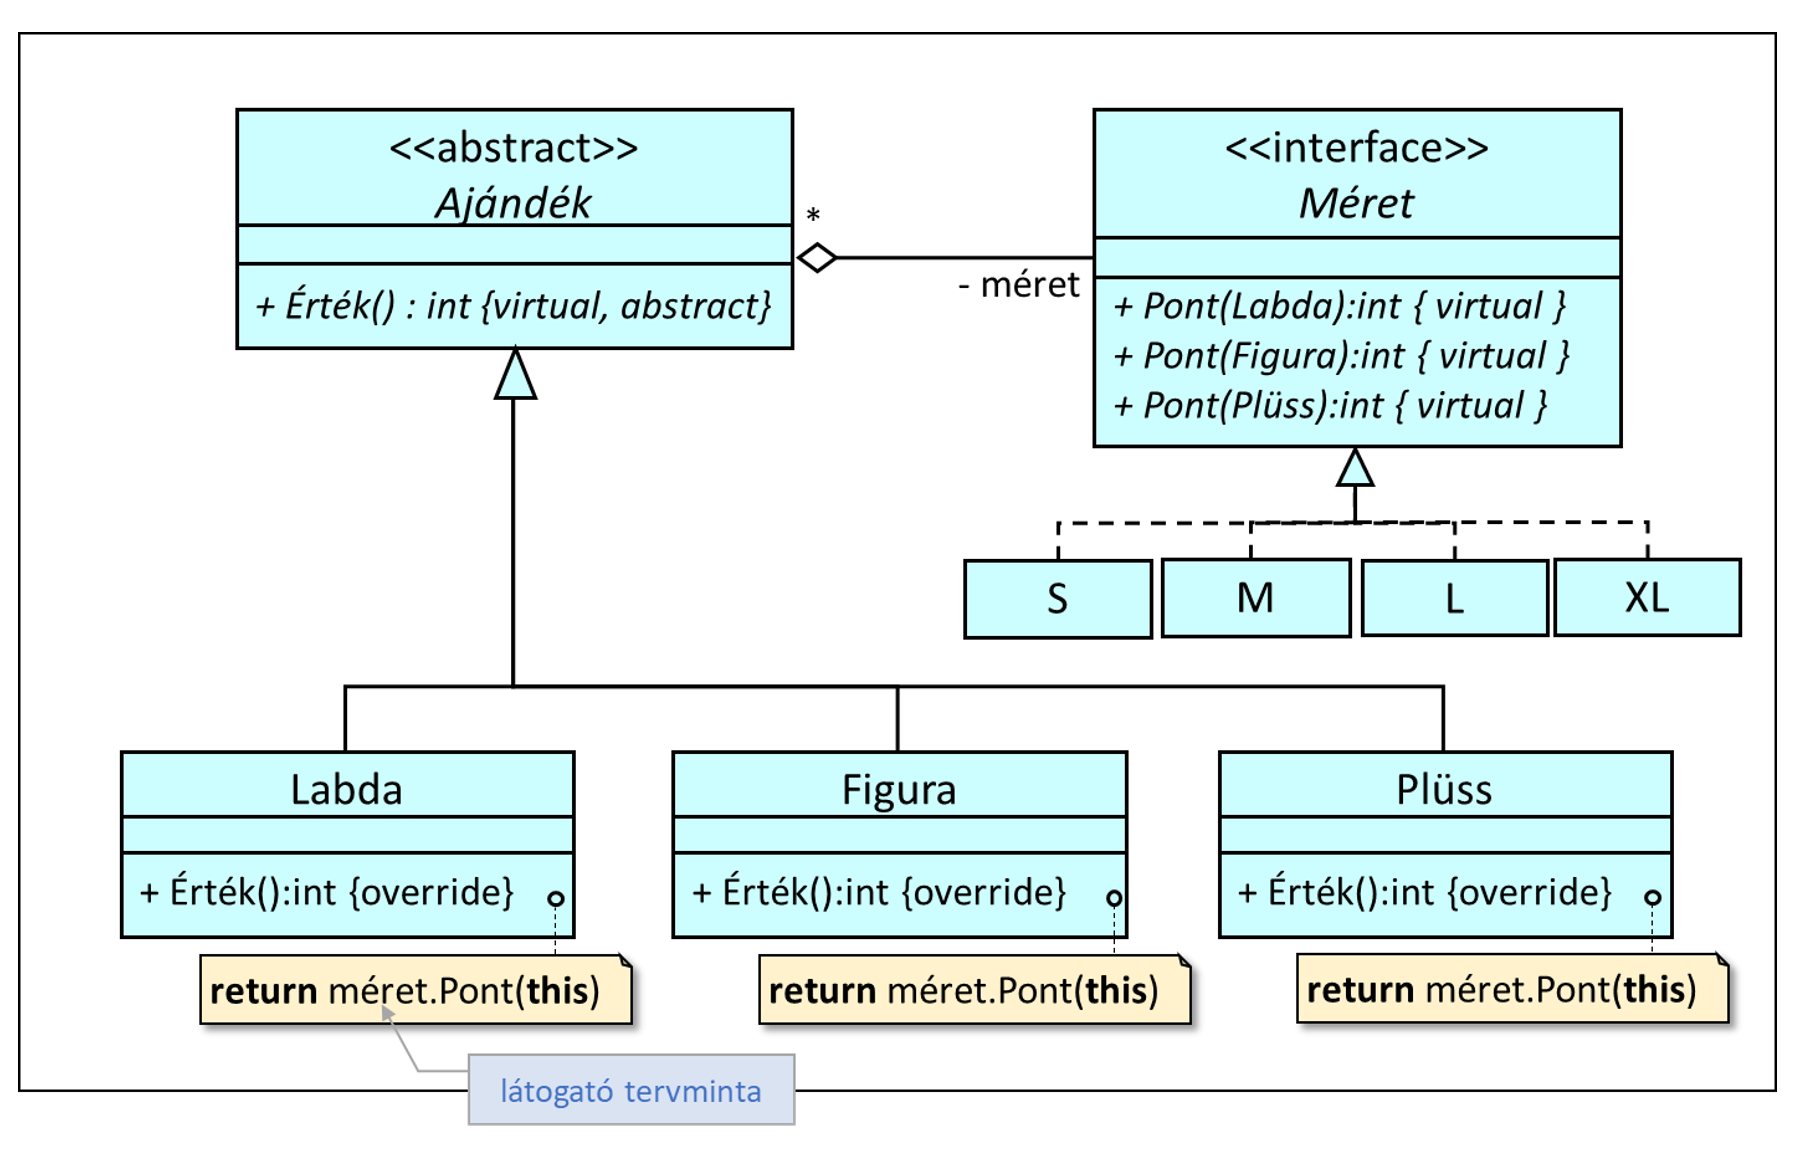 <<abstract>>
Ajándék
+ Érték() : int {virtual, abstract}
*
- méret
<<interface>>
Méret
+ Pont(Labda):int { virtual }
+ Pont(Figura):int { virtual }
+ Pont(Plüss):int { virtual }
S
M
L
XL
Labda
+ Érték():int {override}
return méret.Pont(this)
Figura
+ Érték():int {override}
return méret.Pont(this)
Plüss
+ Érték():int {override}
return méret.Pont(this)
látogató tervminta